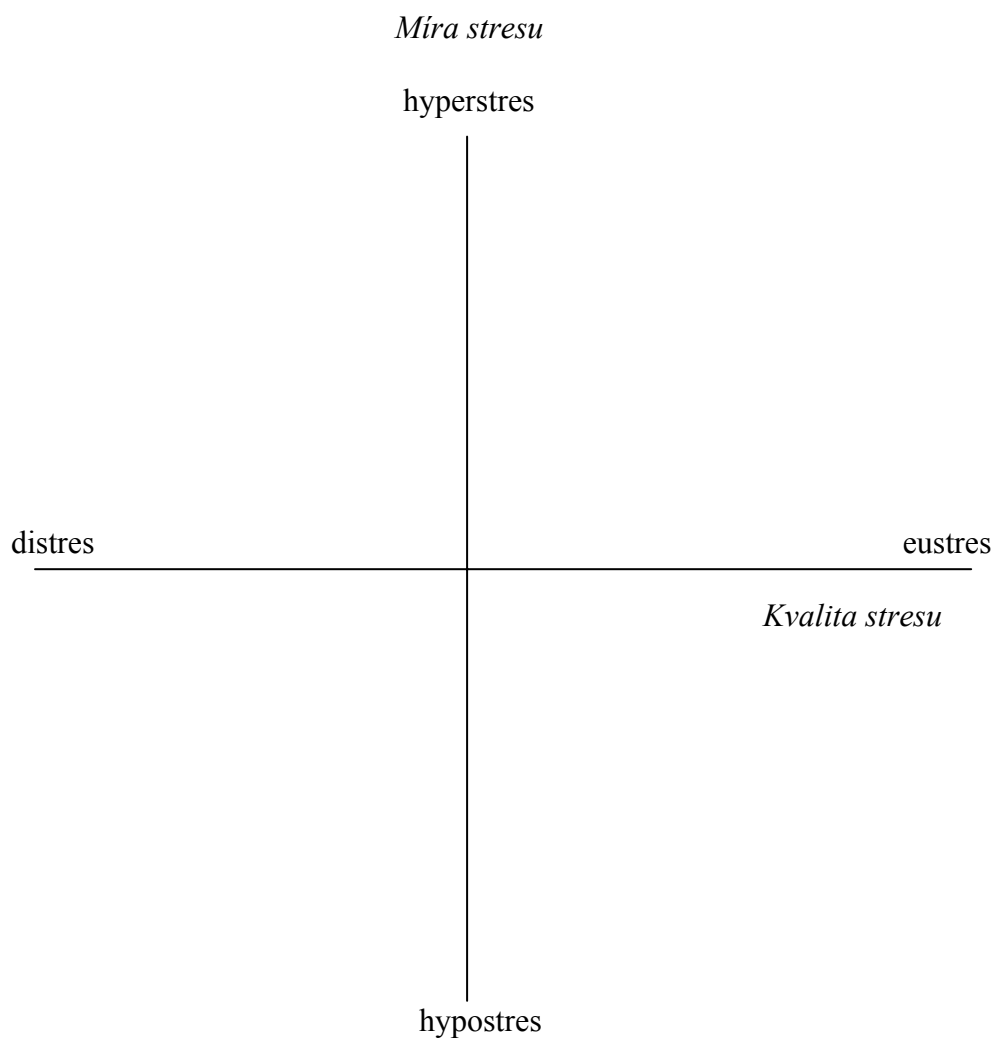 Míra stresu
hyperstres
distres
eustres
Kvalita stresu
hypostres